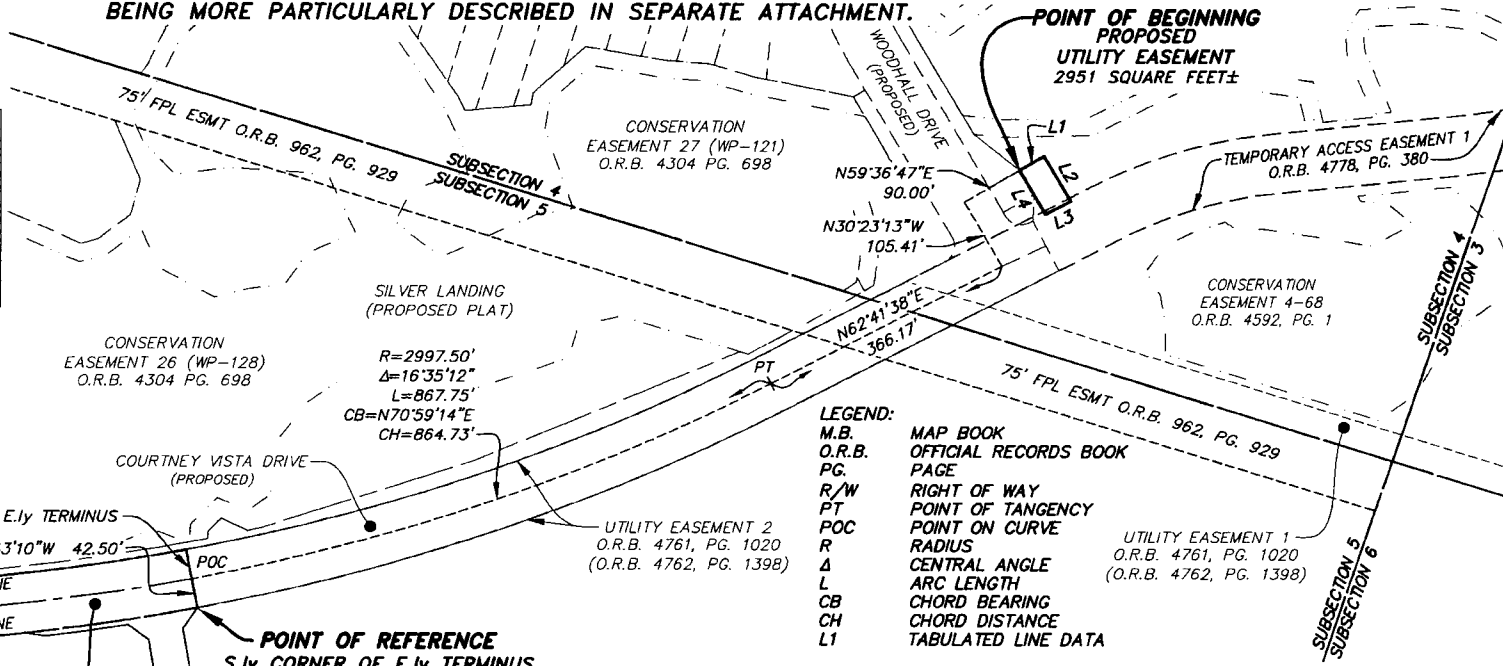 BEING MORE PARTICULARLY DESCRIBED IN SEPARATE ATTACHMENT.
POINT OF BEGINNING
PROPOSED
UTILITY EASEMENT
2951 SQUARE FEET±
WOODHALL DRIVE
(PROPOSED)
75' FPL ESMT O.R.B. 962, PG. 929
SUBSECTION 4
SUBSECTION 5
CONSERVATION
EASEMENT 27 (WP-121)
O.R.B. 4304 PG. 698
L1
L2
L3
L4
N59°36'47"E
90.00'
N30°23'13"W
105.41'
TEMPORARY ACCESS EASEMENT 1
O.R.B. 4778, PG. 380
SUBSECTION 4
SUBSECTION 3
CONSERVATION
EASEMENT 4-68
O.R.B. 4592, PG. 1
SILVER LANDING
(PROPOSED PLAT)
CONSERVATION
EASEMENT 26 (WP-128)
O.R.B. 4304 PG. 698
R=2997.50'
Δ=16°35'12"
L=867.75'
CB=N70°59'14"E
CH=864.73'
N62°41'38"E
366.17'
PT
75' FPL ESMT O.R.B. 962, PG. 929
COURTNEY VISTA DRIVE
(PROPOSED)
E.ly TERMINUS
3'10"W 42.50'
POC
NE
NE
UTILITY EASEMENT 2
O.R.B. 4761, PG. 1020
(O.R.B. 4762, PG. 1398)
LEGEND:
M.B. MAP BOOK
O.R.B. OFFICIAL RECORDS BOOK
PG. PAGE
R/W RIGHT OF WAY
PT POINT OF TANGENCY
POC POINT ON CURVE
R RADIUS
Δ CENTRAL ANGLE
L ARC LENGTH
CB CHORD BEARING
CH CHORD DISTANCE
L1 TABULATED LINE DATA
UTILITY EASEMENT 1
O.R.B. 4761, PG. 1020
(O.R.B. 4762, PG. 1398)
SUBSECTION 5
SUBSECTION 6
POINT OF REFERENCE
S.ly CORNER OF E.ly TERMINUS